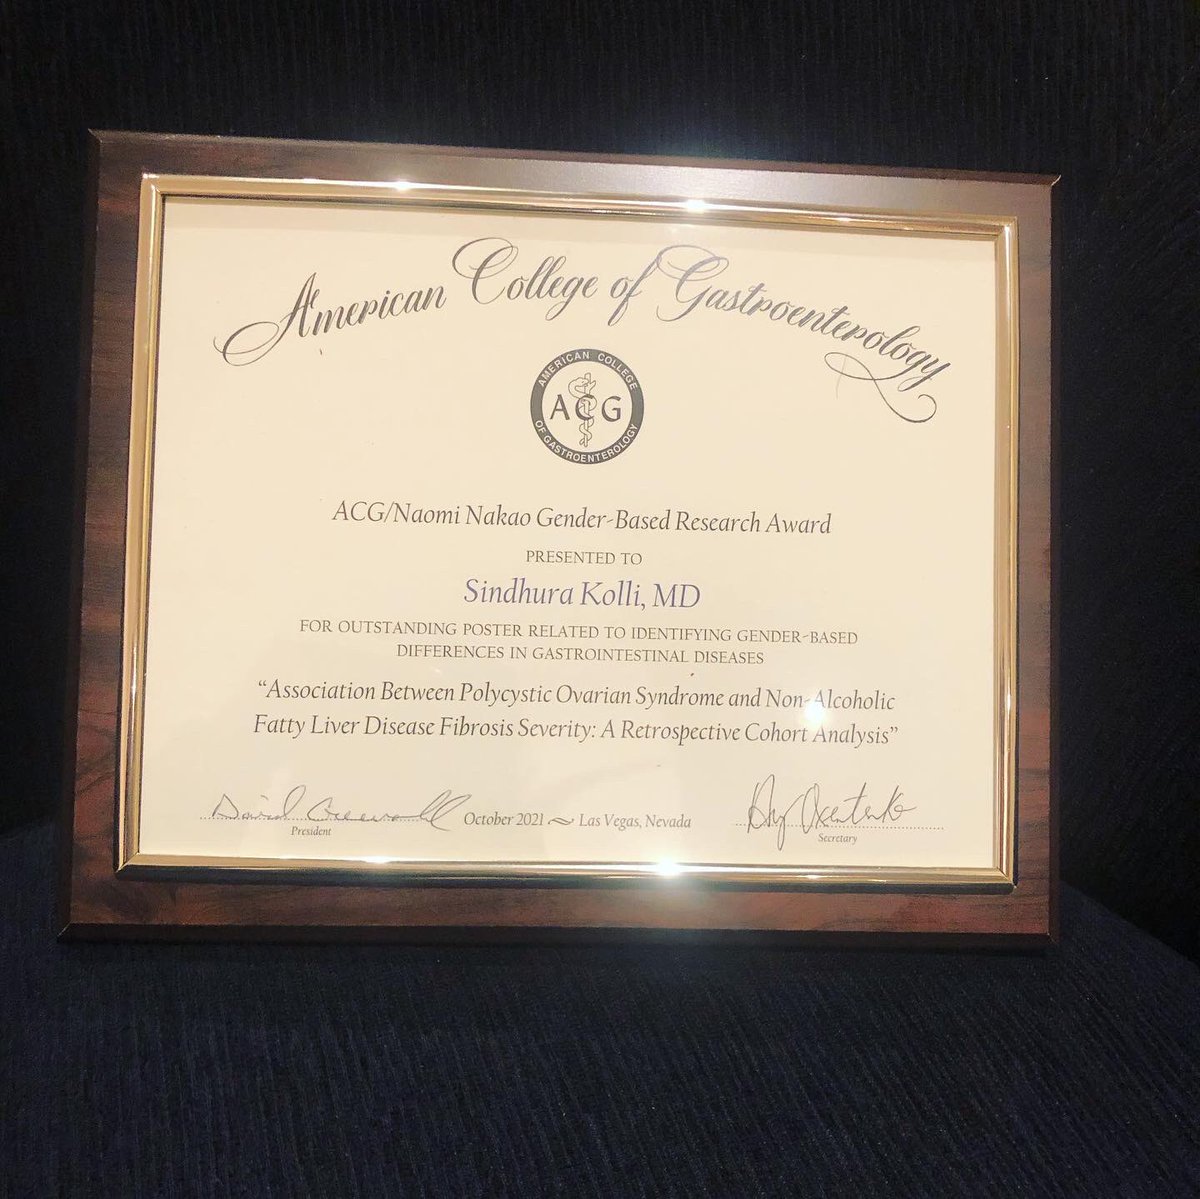 American College of Gastroenterology
AMERICAN COLLEGE
ACG
OF GASTROENTEROLOGY
ACG/Naomi Nakao Gender-Based Research Award
PRESENTED TO
Sindhura Kolli, MD
FOR OUTSTANDING POSTER RELATED TO IDENTIFYING GENDER-BASED
DIFFERENCES IN GASTROINTESTINAL DISEASES
“Association Between Polycystic Ovarian Syndrome and Non-Alcoholic
Fatty Liver Disease Fibrosis Severity: A Retrospective Cohort Analysis”
October 2021 Las Vegas, Nevada
President
Secretary